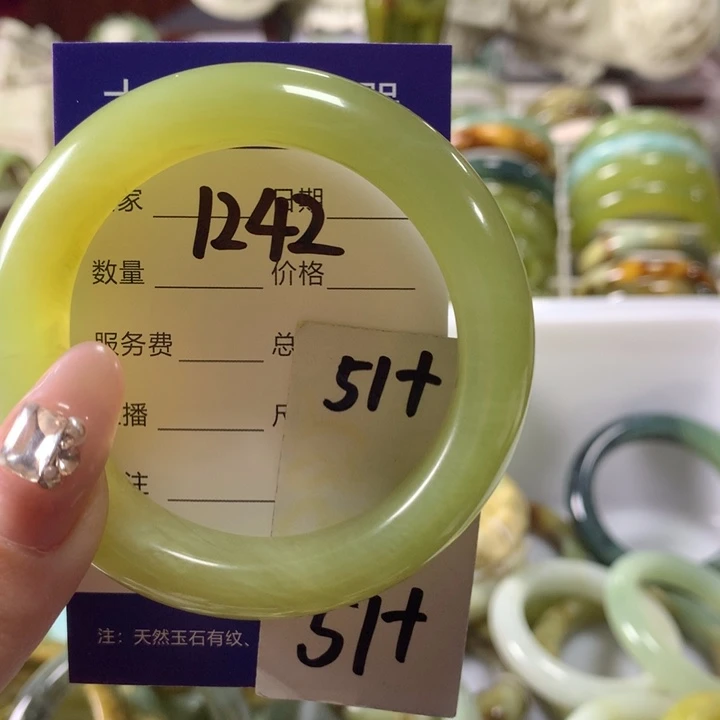 家 日期
1242
数量 价格
服务费 总
51+
播
注
51+
注：天然玉石有纹、